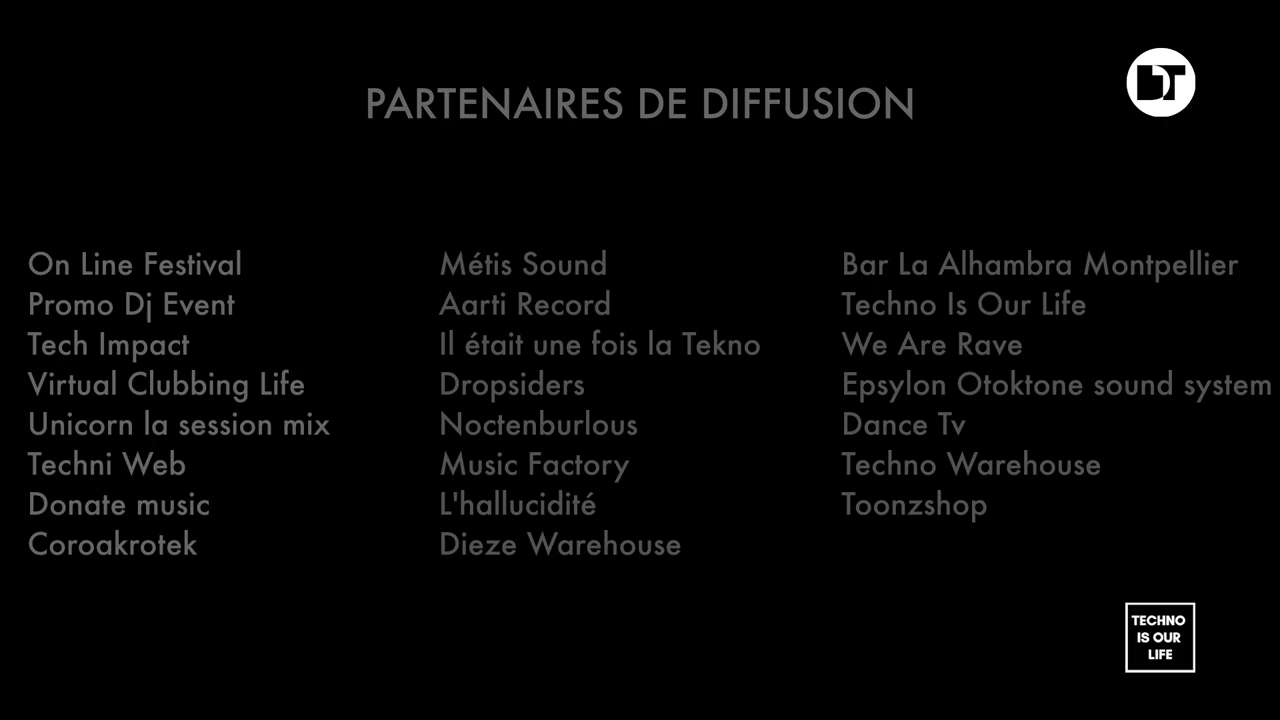 DT
PARTENAIRES DE DIFFUSION
On Line Festival
Promo Dj Event
Tech Impact
Virtual Clubbing Life
Unicorn la session mix
Techni Web
Donate music
Coroakrotek
Métis Sound
Aarti Record
Il était une fois la Tekno
Dropsiders
Noctenburlous
Music Factory
L'hallucidité
Dieze Warehouse
Bar La Alhambra Montpellier
Techno Is Our Life
We Are Rave
Epsylon Otoktone sound system
Dance Tv
Techno Warehouse
Toonzshop
TECHNO
IS OUR
LIFE